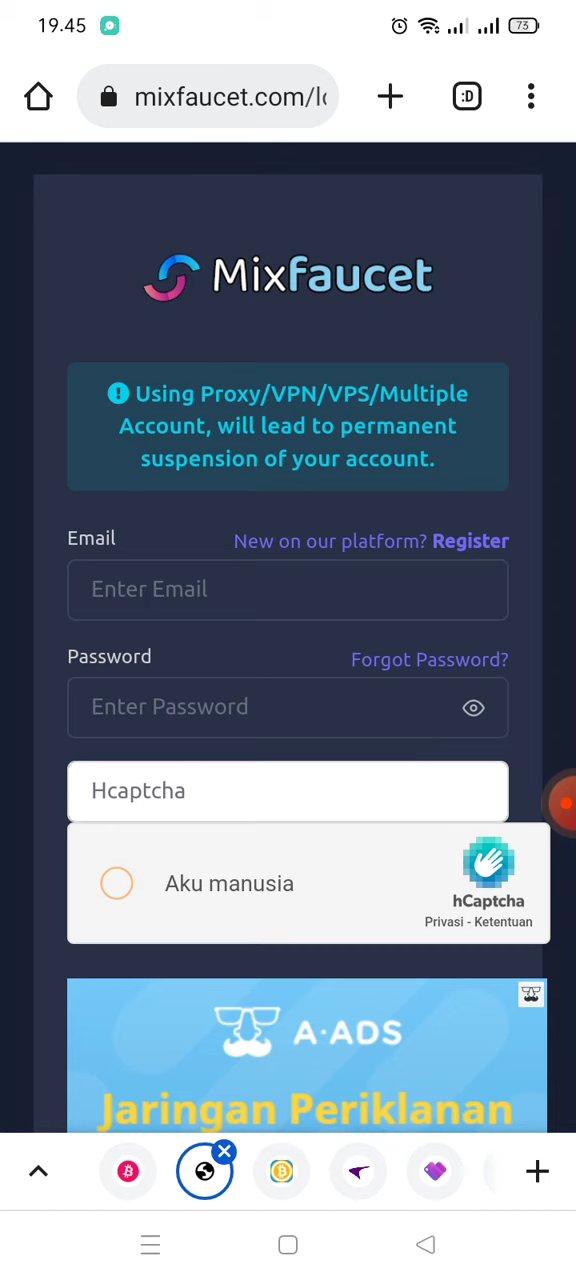 19.45
73
mixfaucet.com/lo
:D
Mixfaucet
Using Proxy/VPN/VPS/Multiple
Account, will lead to permanent
suspension of your account.
Email
New on our platform? Register
Enter Email
Password
Forgot Password?
Enter Password
Hcaptcha
Aku manusia
hCaptcha
Privasi - Ketentuan
A-ADS
Jaringan Periklanan